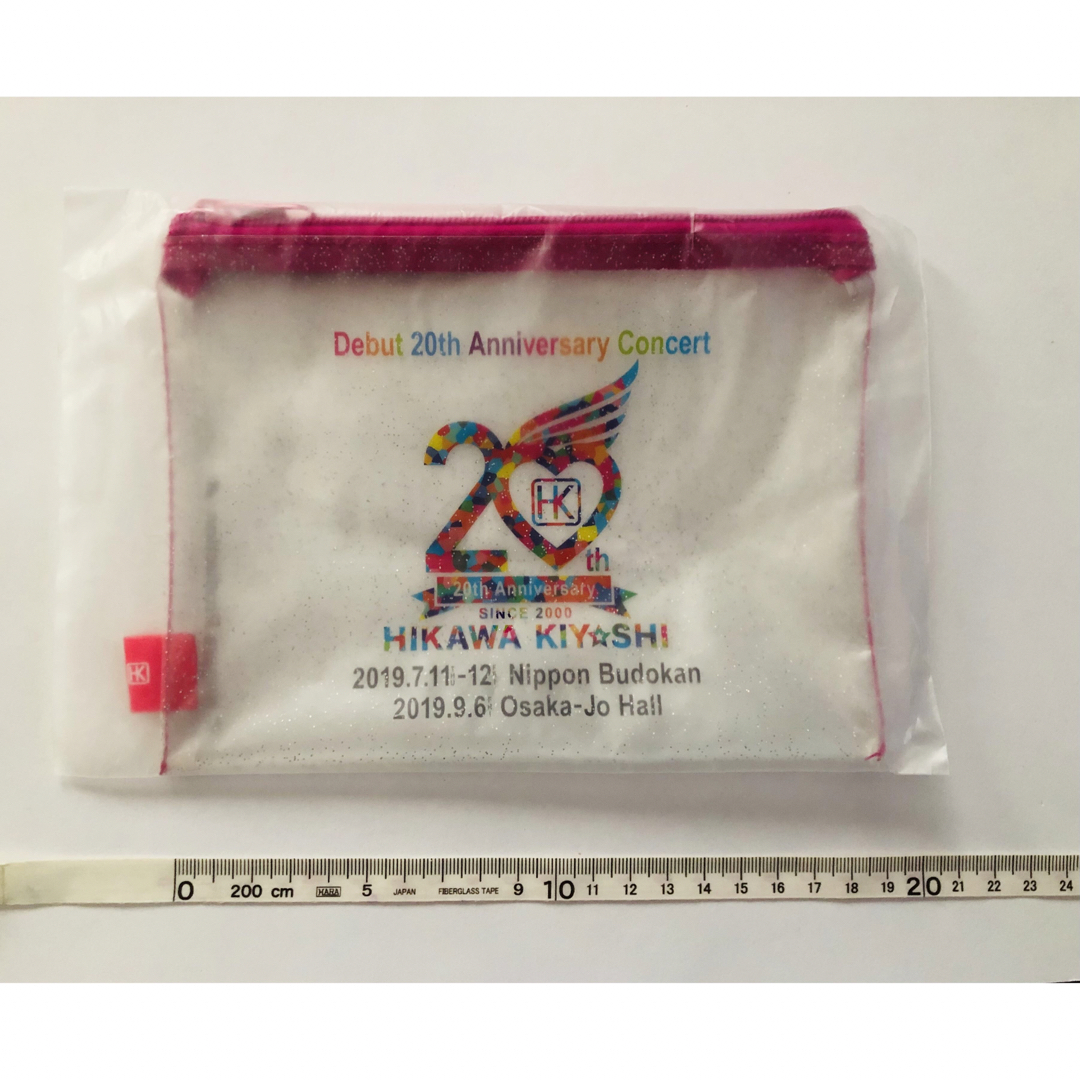 Debut 20th Anniversary Concert
20th
HK
20th Anniversary
SINCE 2000
HIKAWA KIY☆SHI
2019.7.11-12 Nippon Budokan
2019.9.6 Osaka-Jo Hall
HK
0 200 cm HARA 5 JAPAN FIBERGLASS TAPE 9 10 11 12 13 14 15 16 17 18 19 20 21 22 23 24